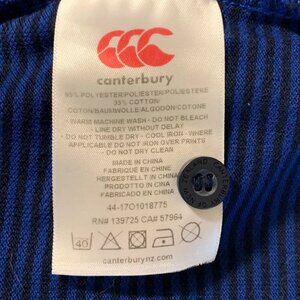 canterbury
65% POLYESTER/POLIESTER/POLIESTERE
35% COTTON/
COTON/BAUMWOLLE/ALGODON/COTONE
- WARM MACHINE WASH - DO NOT BLEACH
- LINE DRY WITHOUT DELAY
- DO NOT TUMBLE DRY - COOL IRON - WHERE
APPLICABLE DO NOT IRON OVER PRINTS
- DO NOT DRY CLEAN
MADE IN CHINA
FABRIQUÉ EN CHINE
HERGESTELLT IN CHINA
PRODOTTO IN CINA
FABRICADO EN CHINA
44-17O1018775
RN# 139725 CA# 57964
40
canterburynz.com